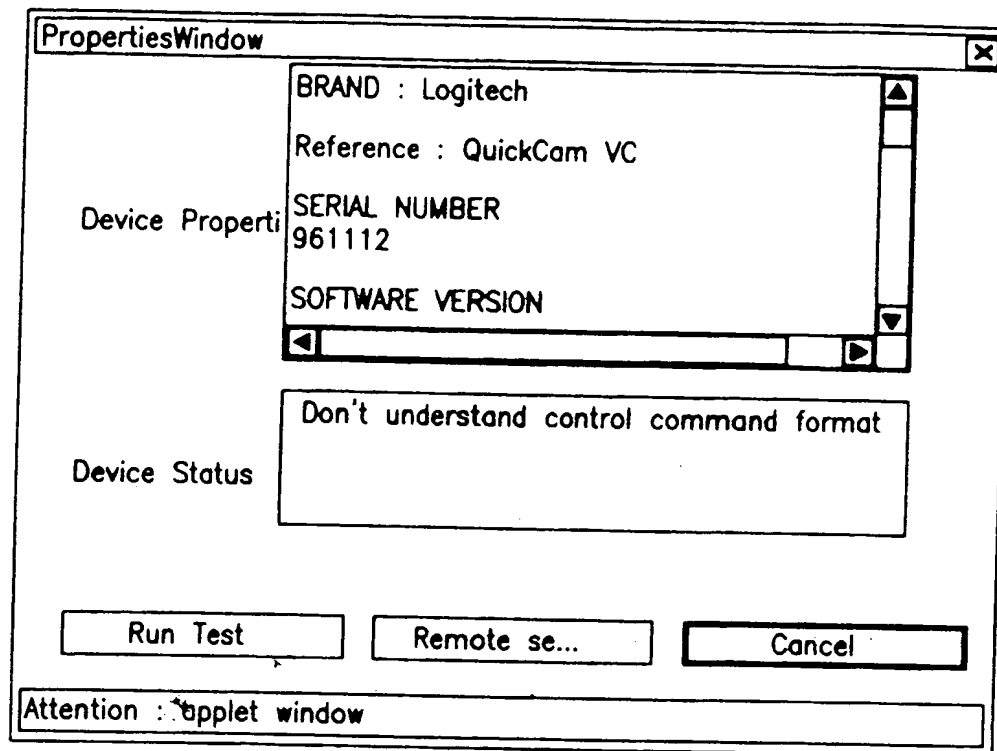 PropertiesWindow
BRAND : Logitech
Reference : QuickCam VC
Device Properti
SERIAL NUMBER
961112
SOFTWARE VERSION
Don't understand control command format
Device Status
Run Test
Remote se...
Cancel
Attention : applet window